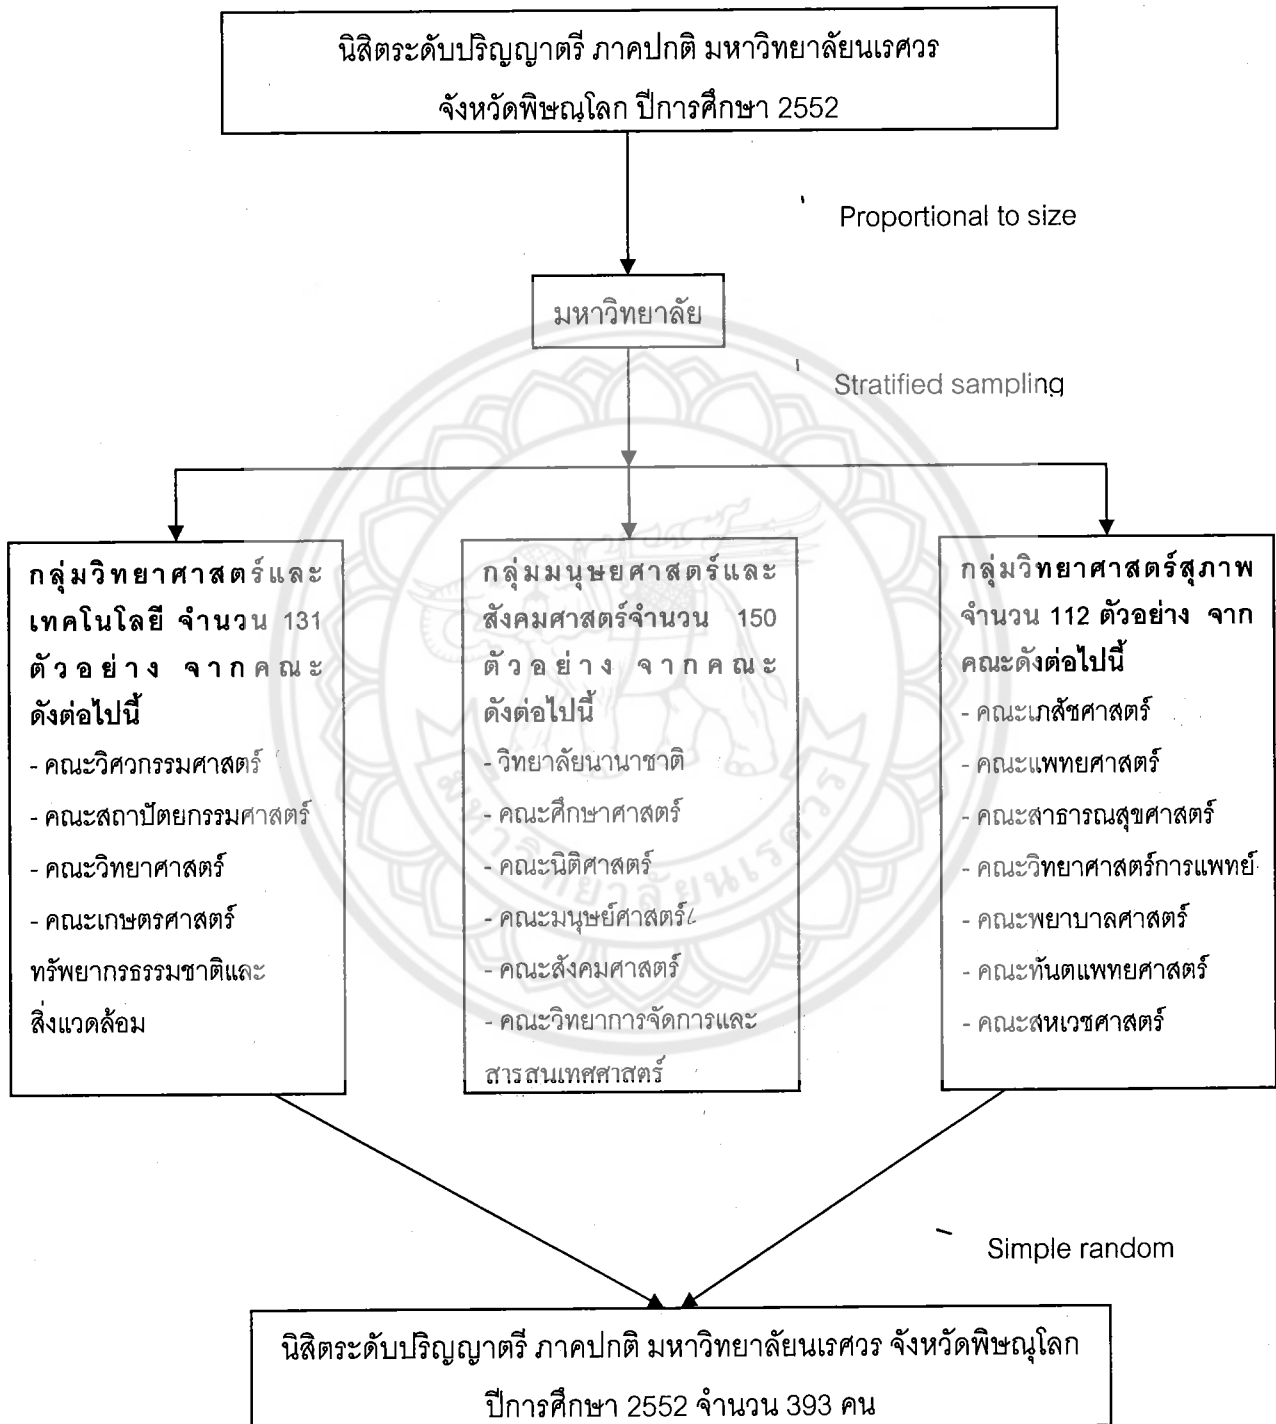 นิสิตระดับปริญญาตรี ภาคปกติ มหาวิทยาลัยนเรศวร
จังหวัดพิษณุโลก ปีการศึกษา 2552
Proportional to size
มหาวิทยาลัย
Stratified sampling
กลุ่มวิทยาศาสตร์และ
เทคโนโลยี จำนวน 131
ตัวอย่าง จากคณะ
ดังต่อไปนี้
- คณะวิศวกรรมศาสตร์
- คณะสถาปัตยกรรมศาสตร์
- คณะวิทยาศาสตร์
- คณะเกษตรศาสตร์
ทรัพยากรธรรมชาติและ
สิ่งแวดล้อม
กลุ่มมนุษยศาสตร์และ
สังคมศาสตร์จำนวน 150
ตัวอย่าง จากคณะ
ดังต่อไปนี้
- วิทยาลัยนานาชาติ
- คณะศึกษาศาสตร์
- คณะนิติศาสตร์
- คณะมนุษย์ศาสตร์
- คณะสังคมศาสตร์
- คณะวิทยาการจัดการและ
สารสนเทศศาสตร์
กลุ่มวิทยาศาสตร์สุภาพ
จำนวน 112 ตัวอย่าง จาก
คณะดังต่อไปนี้
- คณะเภสัชศาสตร์
- คณะแพทยศาสตร์
- คณะสาธารณสุขศาสตร์
- คณะวิทยาศาสตร์การแพทย์
- คณะพยาบาลศาสตร์
- คณะทันตแพทยศาสตร์
- คณะสหเวชศาสตร์
มหาวิทยาลัยนเรศวร
Simple random
นิสิตระดับปริญญาตรี ภาคปกติ มหาวิทยาลัยนเรศวร จังหวัดพิษณุโลก
ปีการศึกษา 2552 จำนวน 393 คน